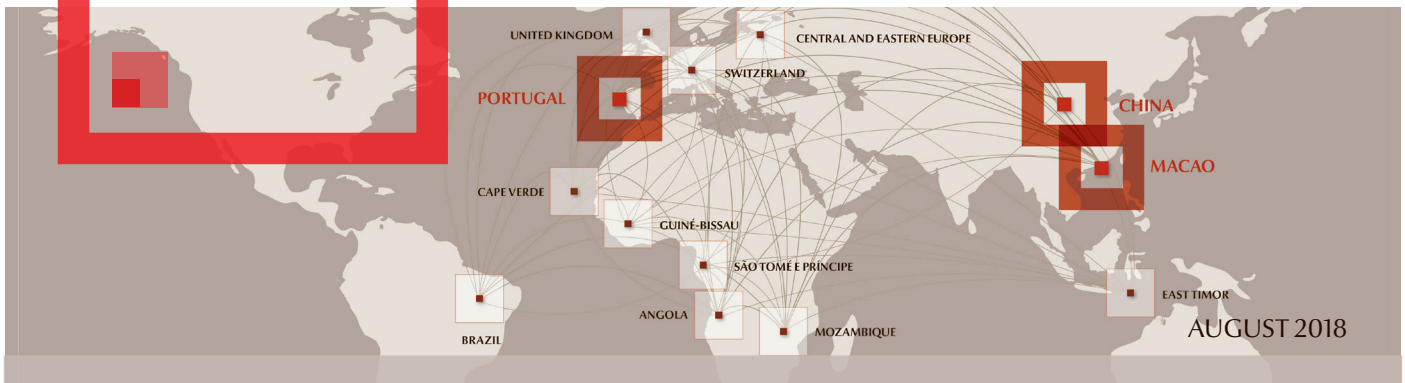 UNITED KINGDOM
CENTRAL AND EASTERN EUROPE
SWITZERLAND
PORTUGAL
CHINA
MACAO
CAPE VERDE
GUINÉ-BISSAU
SÃO TOMÉ E PRÍNCIPE
EAST TIMOR
ANGOLA
MOZAMBIQUE
BRAZIL
AUGUST 2018